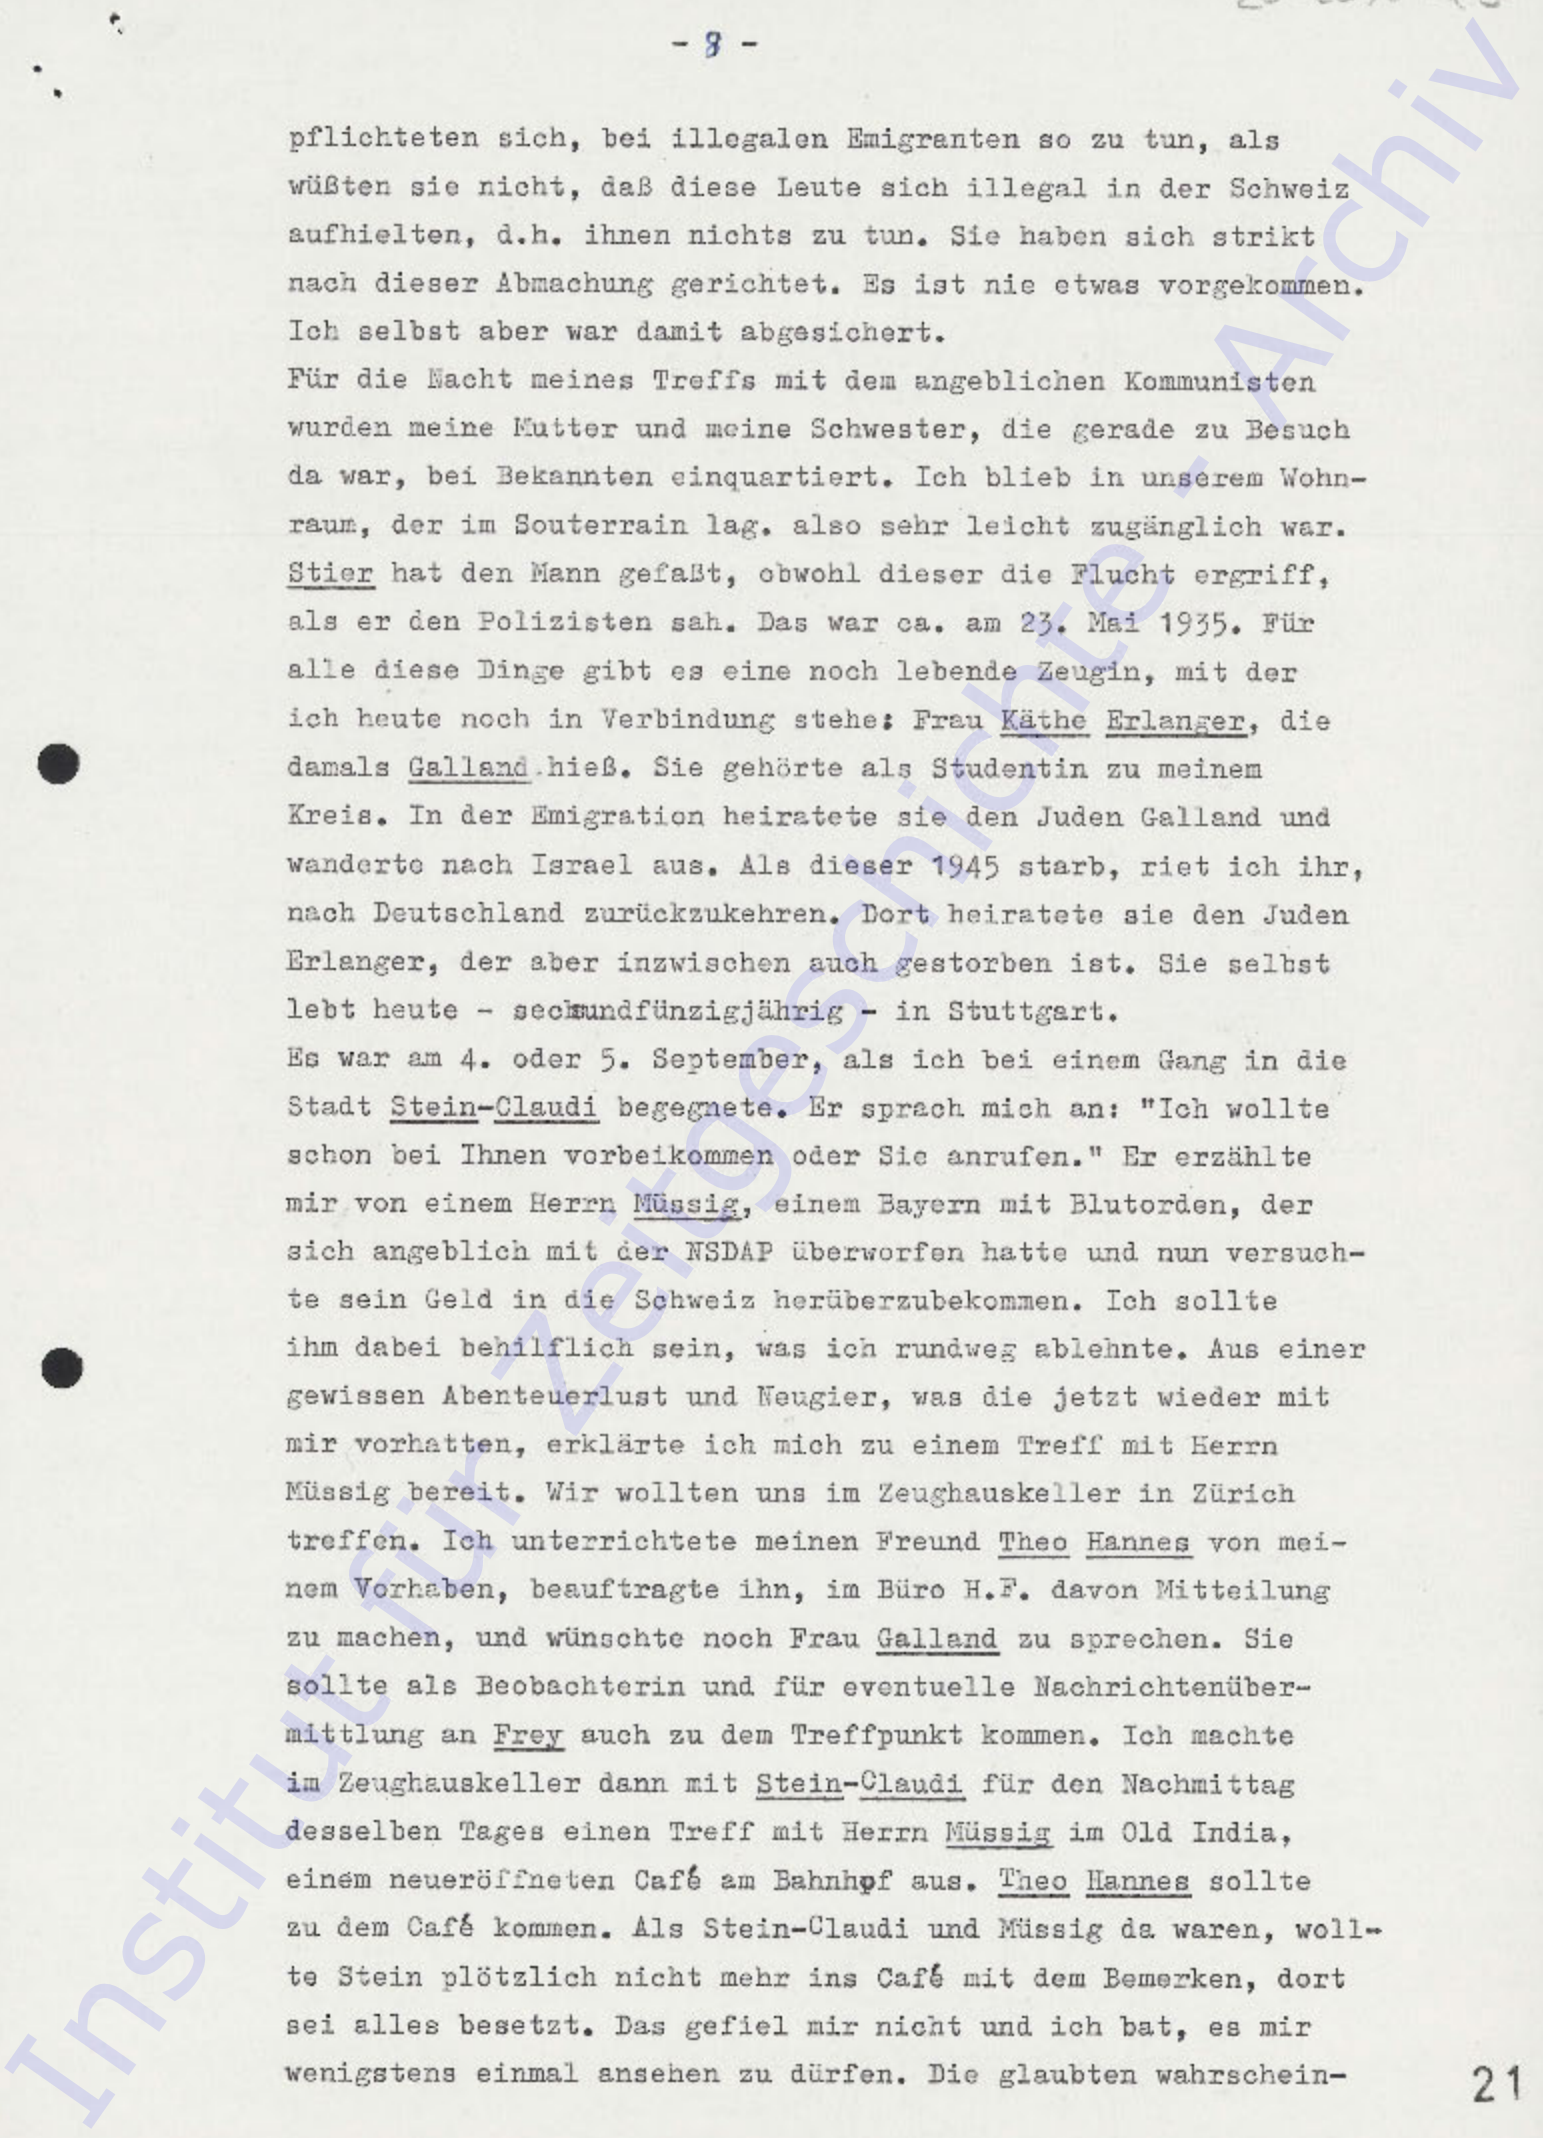 - 8 -
pflichteten sich, bei illegalen Emigranten so zu tun, als
wüßten sie nicht, daß diese Leute sich illegal in der Schweiz
aufhielten, d.h. ihnen nichts zu tun. Sie haben sich strikt
nach dieser Abmachung gerichtet. Es ist nie etwas vorgekommen.
Ich selbst aber war damit abgesichert.
Für die Nacht meines Treffs mit dem angeblichen Kommunisten
wurden meine Mutter und meine Schwester, die gerade zu Besuch
da war, bei Bekannten einquartiert. Ich blieb in unserem Wohn-
raum, der im Souterrain lag. also sehr leicht zugänglich war.
Stier hat den Mann gefaßt, obwohl dieser die Flucht ergriff,
als er den Polizisten sah. Das war ca. am 23. Mai 1935. Für
alle diese Dinge gibt es eine noch lebende Zeugin, mit der
ich heute noch in Verbindung stehe: Frau Käthe Erlanger, die
damals Galland hieß. Sie gehörte als Studentin zu meinem
Kreis. In der Emigration heiratete sie den Juden Galland und
wanderte nach Israel aus. Als dieser 1945 starb, riet ich ihr,
nach Deutschland zurückzukehren. Dort heiratete sie den Juden
Erlanger, der aber inzwischen auch gestorben ist. Sie selbst
lebt heute - sechsundfünzigjährig - in Stuttgart.
Es war am 4. oder 5. September, als ich bei einem Gang in die
Stadt Stein-Claudi begegnete. Er sprach mich an: "Ich wollte
schon bei Ihnen vorbeikommen oder Sie anrufen." Er erzählte
mir von einem Herrn Müssig, einem Bayern mit Blutorden, der
sich angeblich mit der NSDAP überworfen hatte und nun versuch-
te sein Geld in die Schweiz herüberzubekommen. Ich sollte
ihm dabei behilflich sein, was ich rundweg ablehnte. Aus einer
gewissen Abenteuerlust und Neugier, was die jetzt wieder mit
mir vorhatten, erklärte ich mich zu einem Treff mit Herrn
Müssig bereit. Wir wollten uns im Zeughauskeller in Zürich
treffen. Ich unterrichtete meinen Freund Theo Hannes von mei-
nem Vorhaben, beauftragte ihn, im Büro H.F. davon Mitteilung
zu machen, und wünschte noch Frau Galland zu sprechen. Sie
sollte als Beobachterin und für eventuelle Nachrichtenüber-
mittlung an Frey auch zu dem Treffpunkt kommen. Ich machte
im Zeughauskeller dann mit Stein-Claudi für den Nachmittag
desselben Tages einen Treff mit Herrn Müssig im Old India,
einem neueröffneten Café am Bahnhof aus. Theo Hannes sollte
zu dem Café kommen. Als Stein-Claudi und Müssig da waren, woll-
te Stein plötzlich nicht mehr ins Café mit dem Bemerken, dort
sei alles besetzt. Das gefiel mir nicht und ich bat, es mir
wenigstens einmal ansehen zu dürfen. Die glaubten wahrschein-
21
Institut für Zeitgeschichte - Archiv